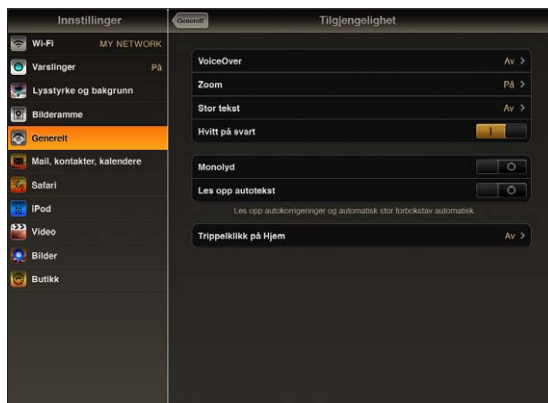 Innstillinger
Wi-Fi MY NETWORK
Varslinger På
Lysstyrke og bakgrunn
Bilderamme
Generelt
Mail, kontakter, kalendere
Safari
iPod
Video
Bilder
Butikk
Generelt
Tilgjengelighet
VoiceOver Av
Zoom På
Stor tekst Av
Hvitt på svart
Monolyd
Les opp autotekst
Les opp autokorrigeringer og automatisk stor forbokstav automatisk.
Trippelklikk på Hjem Av